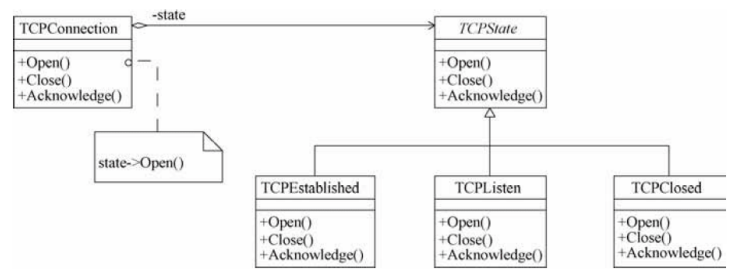 -state
TCPConnection
+Open()
+Close()
+Acknowledge()
TCPState
+Open()
+Close()
+Acknowledge()
state->Open()
TCPEstablished
+Open()
+Close()
+Acknowledge()
TCPListen
+Open()
+Close()
+Acknowledge()
TCPClosed
+Open()
+Close()
+Acknowledge()